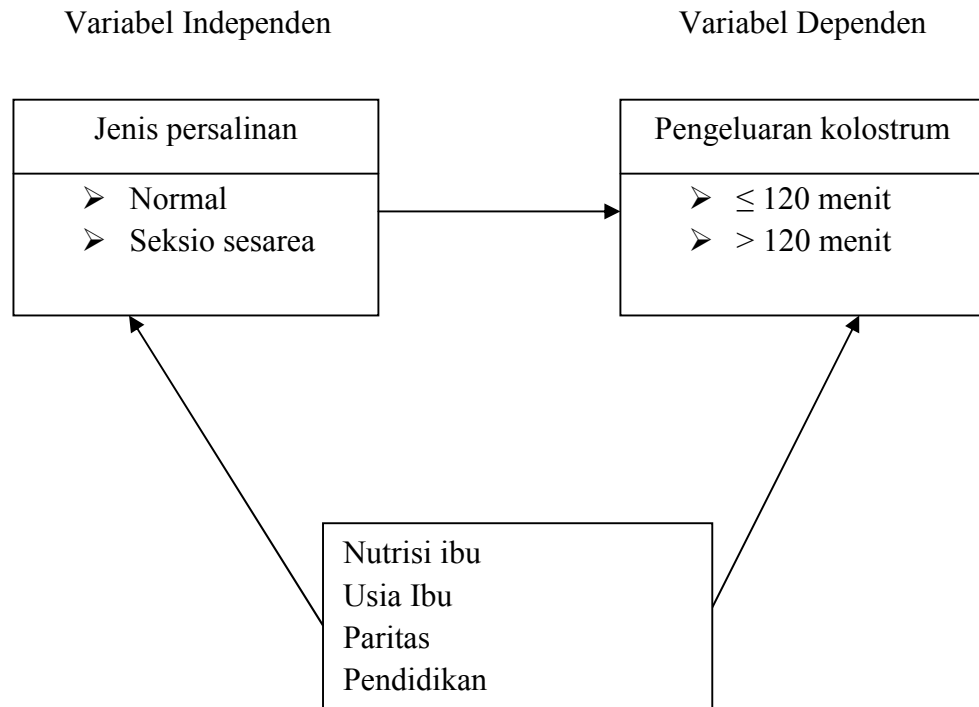 Variabel Independen
Variabel Dependen
Jenis persalinan
➢ Normal
➢ Seksio sesarea
Pengeluaran kolostrum
➢ ≤ 120 menit
➢ > 120 menit
Nutrisi ibu
Usia Ibu
Paritas
Pendidikan